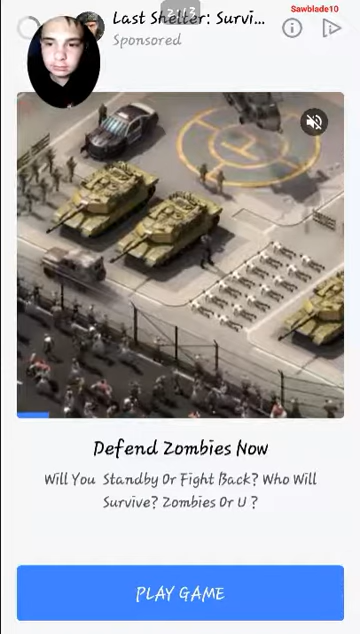 Sawblade10
Last Shelter: Survi...
Sponsored
Defend Zombies Now
Will You Standby Or Fight Back? Who Will
Survive? Zombies Or U ?
PLAY GAME